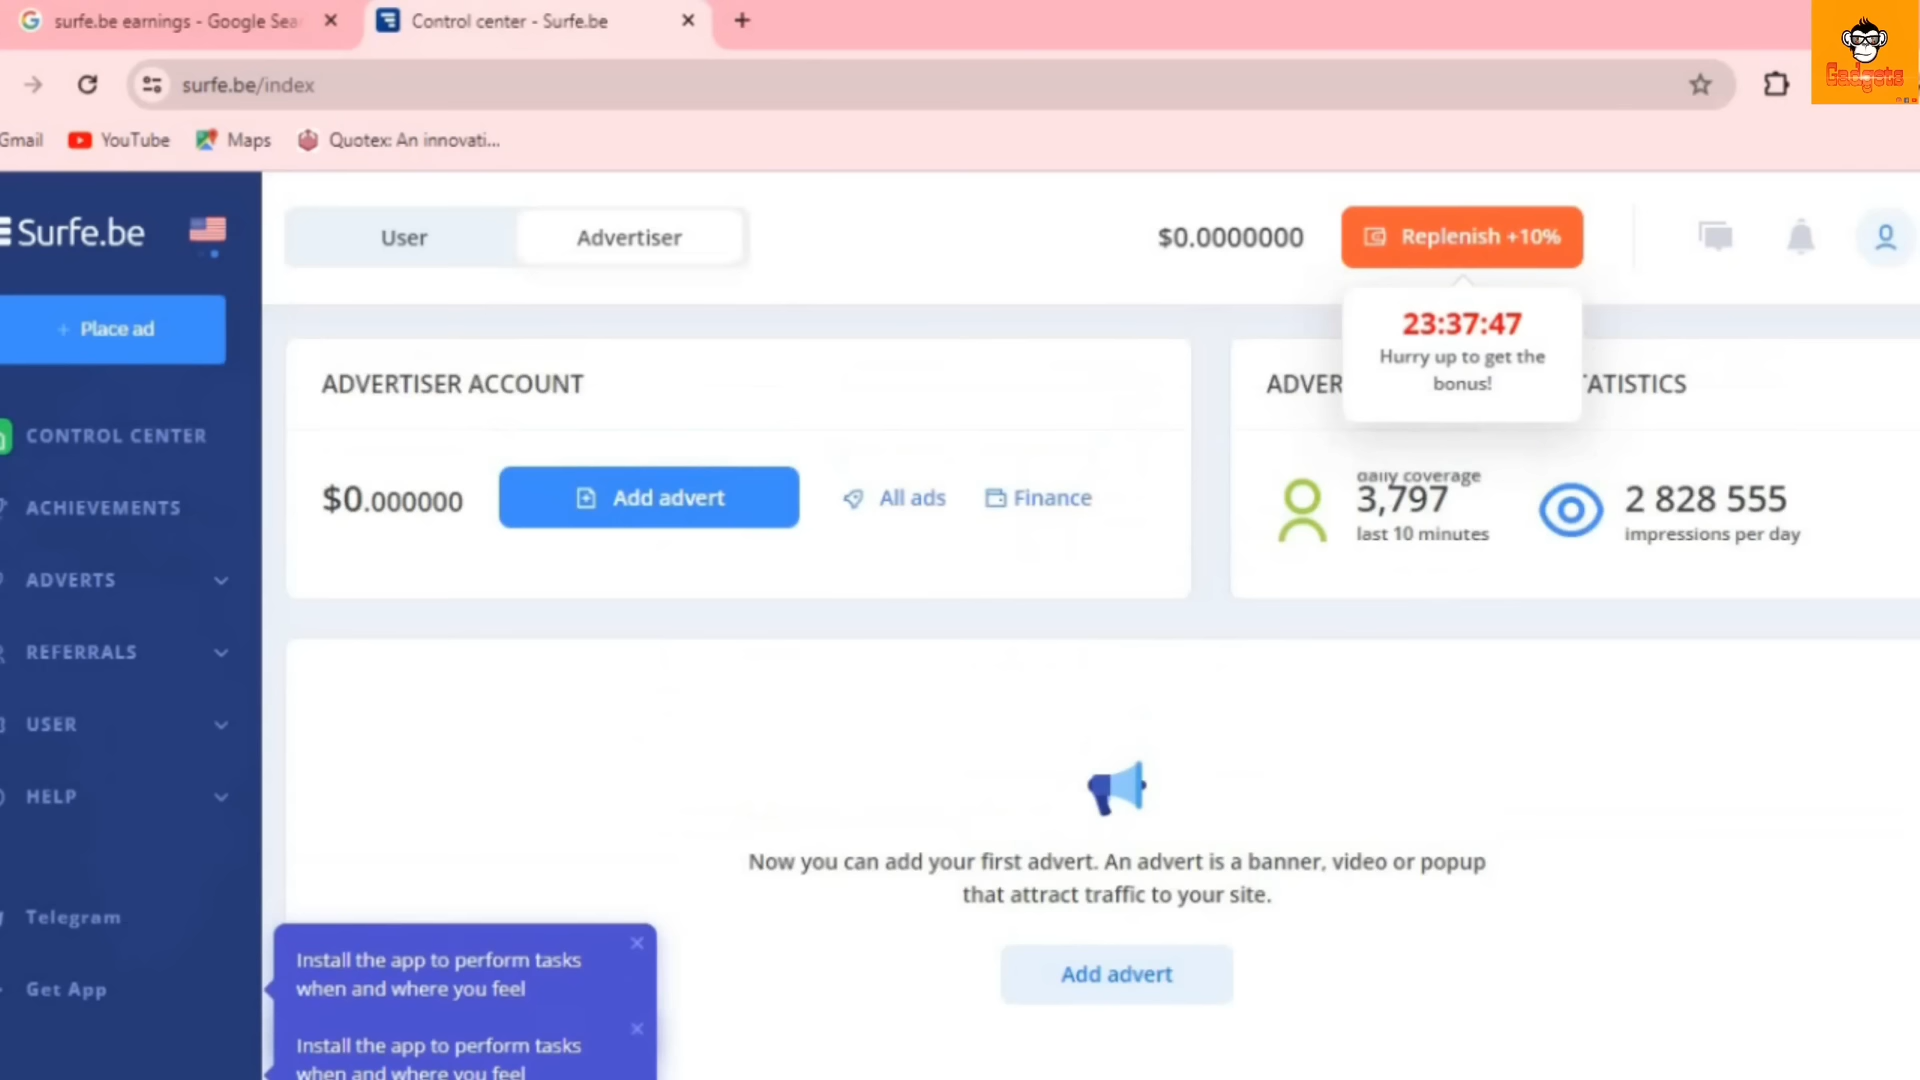 surfe.be earnings - Google Sea
Control center - Surfe.be
surfe.be/index
Gadgets
Gmail
YouTube
Maps
Quotex: An innovati...
Surfe.be
User
Advertiser
$0.0000000
Replenish +10%
+ Place ad
23:37:47
Hurry up to get the
bonus!
ADVERTISER ACCOUNT
ADVER
ATISTICS
CONTROL CENTER
ACHIEVEMENTS
ADVERTS
REFERRALS
USER
HELP
Telegram
Get App
$0.000000
Add advert
All ads
Finance
daily coverage
3,797
last 10 minutes
2 828 555
impressions per day
Now you can add your first advert. An advert is a banner, video or popup
that attract traffic to your site.
Add advert
Install the app to perform tasks
when and where you feel
Install the app to perform tasks
when and where you feel